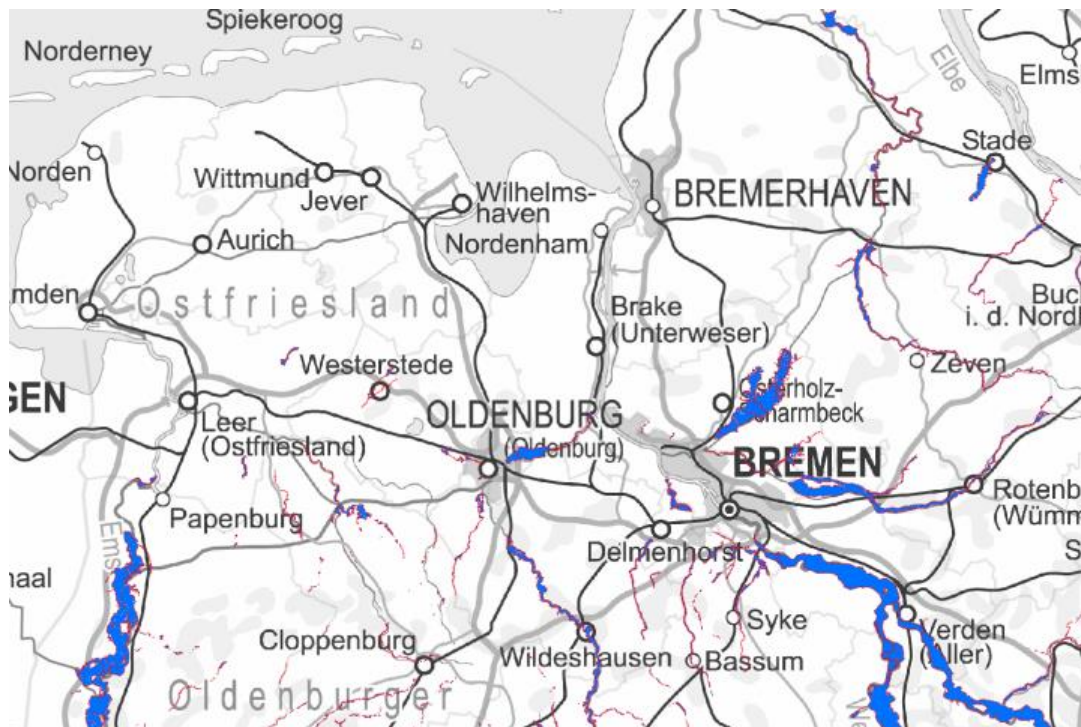 Spiekeroog
Norderney
Elbe
Elms
Stade
Norden
Wittmund
Jever
Wilhelms-
haven
BREMERHAVEN
Aurich
Nordenham
mden
Ostfriesland
Brake
(Unterweser)
Buc
i. d. Nordh
Westerstede
Zeven
GEN
Osterholz-
Scharmbeck
Leer
(Ostfriesland)
OLDENBURG
(Oldenburg)
BREMEN
Rotenb
(Wümm
Papenburg
Ems
Delmenhorst
S
naal
Syke
Verden
(Aller)
Cloppenburg
Wildeshausen
Bassum
Oldenburger